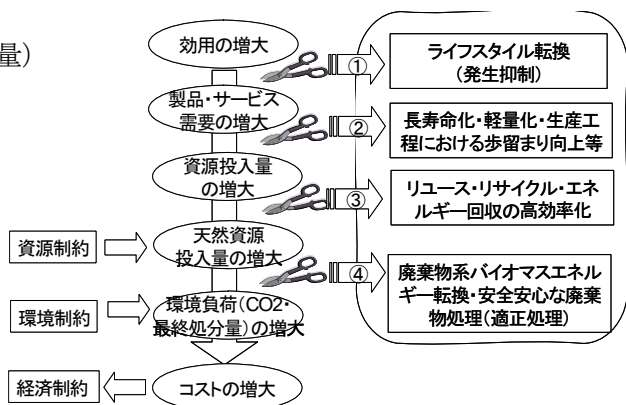 量)
効用の増大
①
ライフスタイル転換
(発生抑制)
製品・サービス
需要の増大
②
長寿命化・軽量化・生産工
程における歩留まり向上等
資源投入量
の増大
③
リユース・リサイクル・エネ
ルギー回収の高効率化
資源制約
天然資源
投入量の増大
④
廃棄物系バイオマスエネル
ギー転換・安全安心な廃棄
物処理(適正処理)
環境制約
環境負荷(CO2・
最終処分量)の増大
経済制約
コストの増大